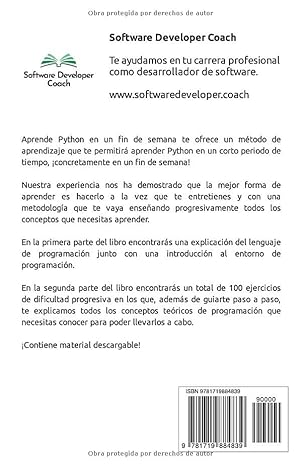 Obra protegida por derechos de autor
Software Developer Coach
Software Developer
Coach
Te ayudamos en tu carrera profesional
como desarrollador de software.
www.softwaredeveloper.coach
Aprende Python en un fin de semana te ofrece un método de
aprendizaje que te permitirá aprender Python en un corto periodo de
tiempo, ¡concretamente en un fin de semana!
Nuestra experiencia nos ha demostrado que la mejor forma de
aprender es hacerlo a la vez que te entretienes y con una
metodología que te vaya enseñando progresivamente todos los
conceptos que necesitas aprender.
En la primera parte del libro encontrarás una explicación del lenguaje
de programación junto con una introducción al entorno de
programación.
En la segunda parte del libro encontrarás un total de 100 ejercicios
de dificultad progresiva en los que, además de guiarte paso a paso,
te explicamos todos los conceptos teóricos de programación que
necesitas conocer para poder llevarlos a cabo.
¡Contiene material descargable!
ISBN 9781719884839
90000
9 781719 884839
Obra protegida por derechos de autor